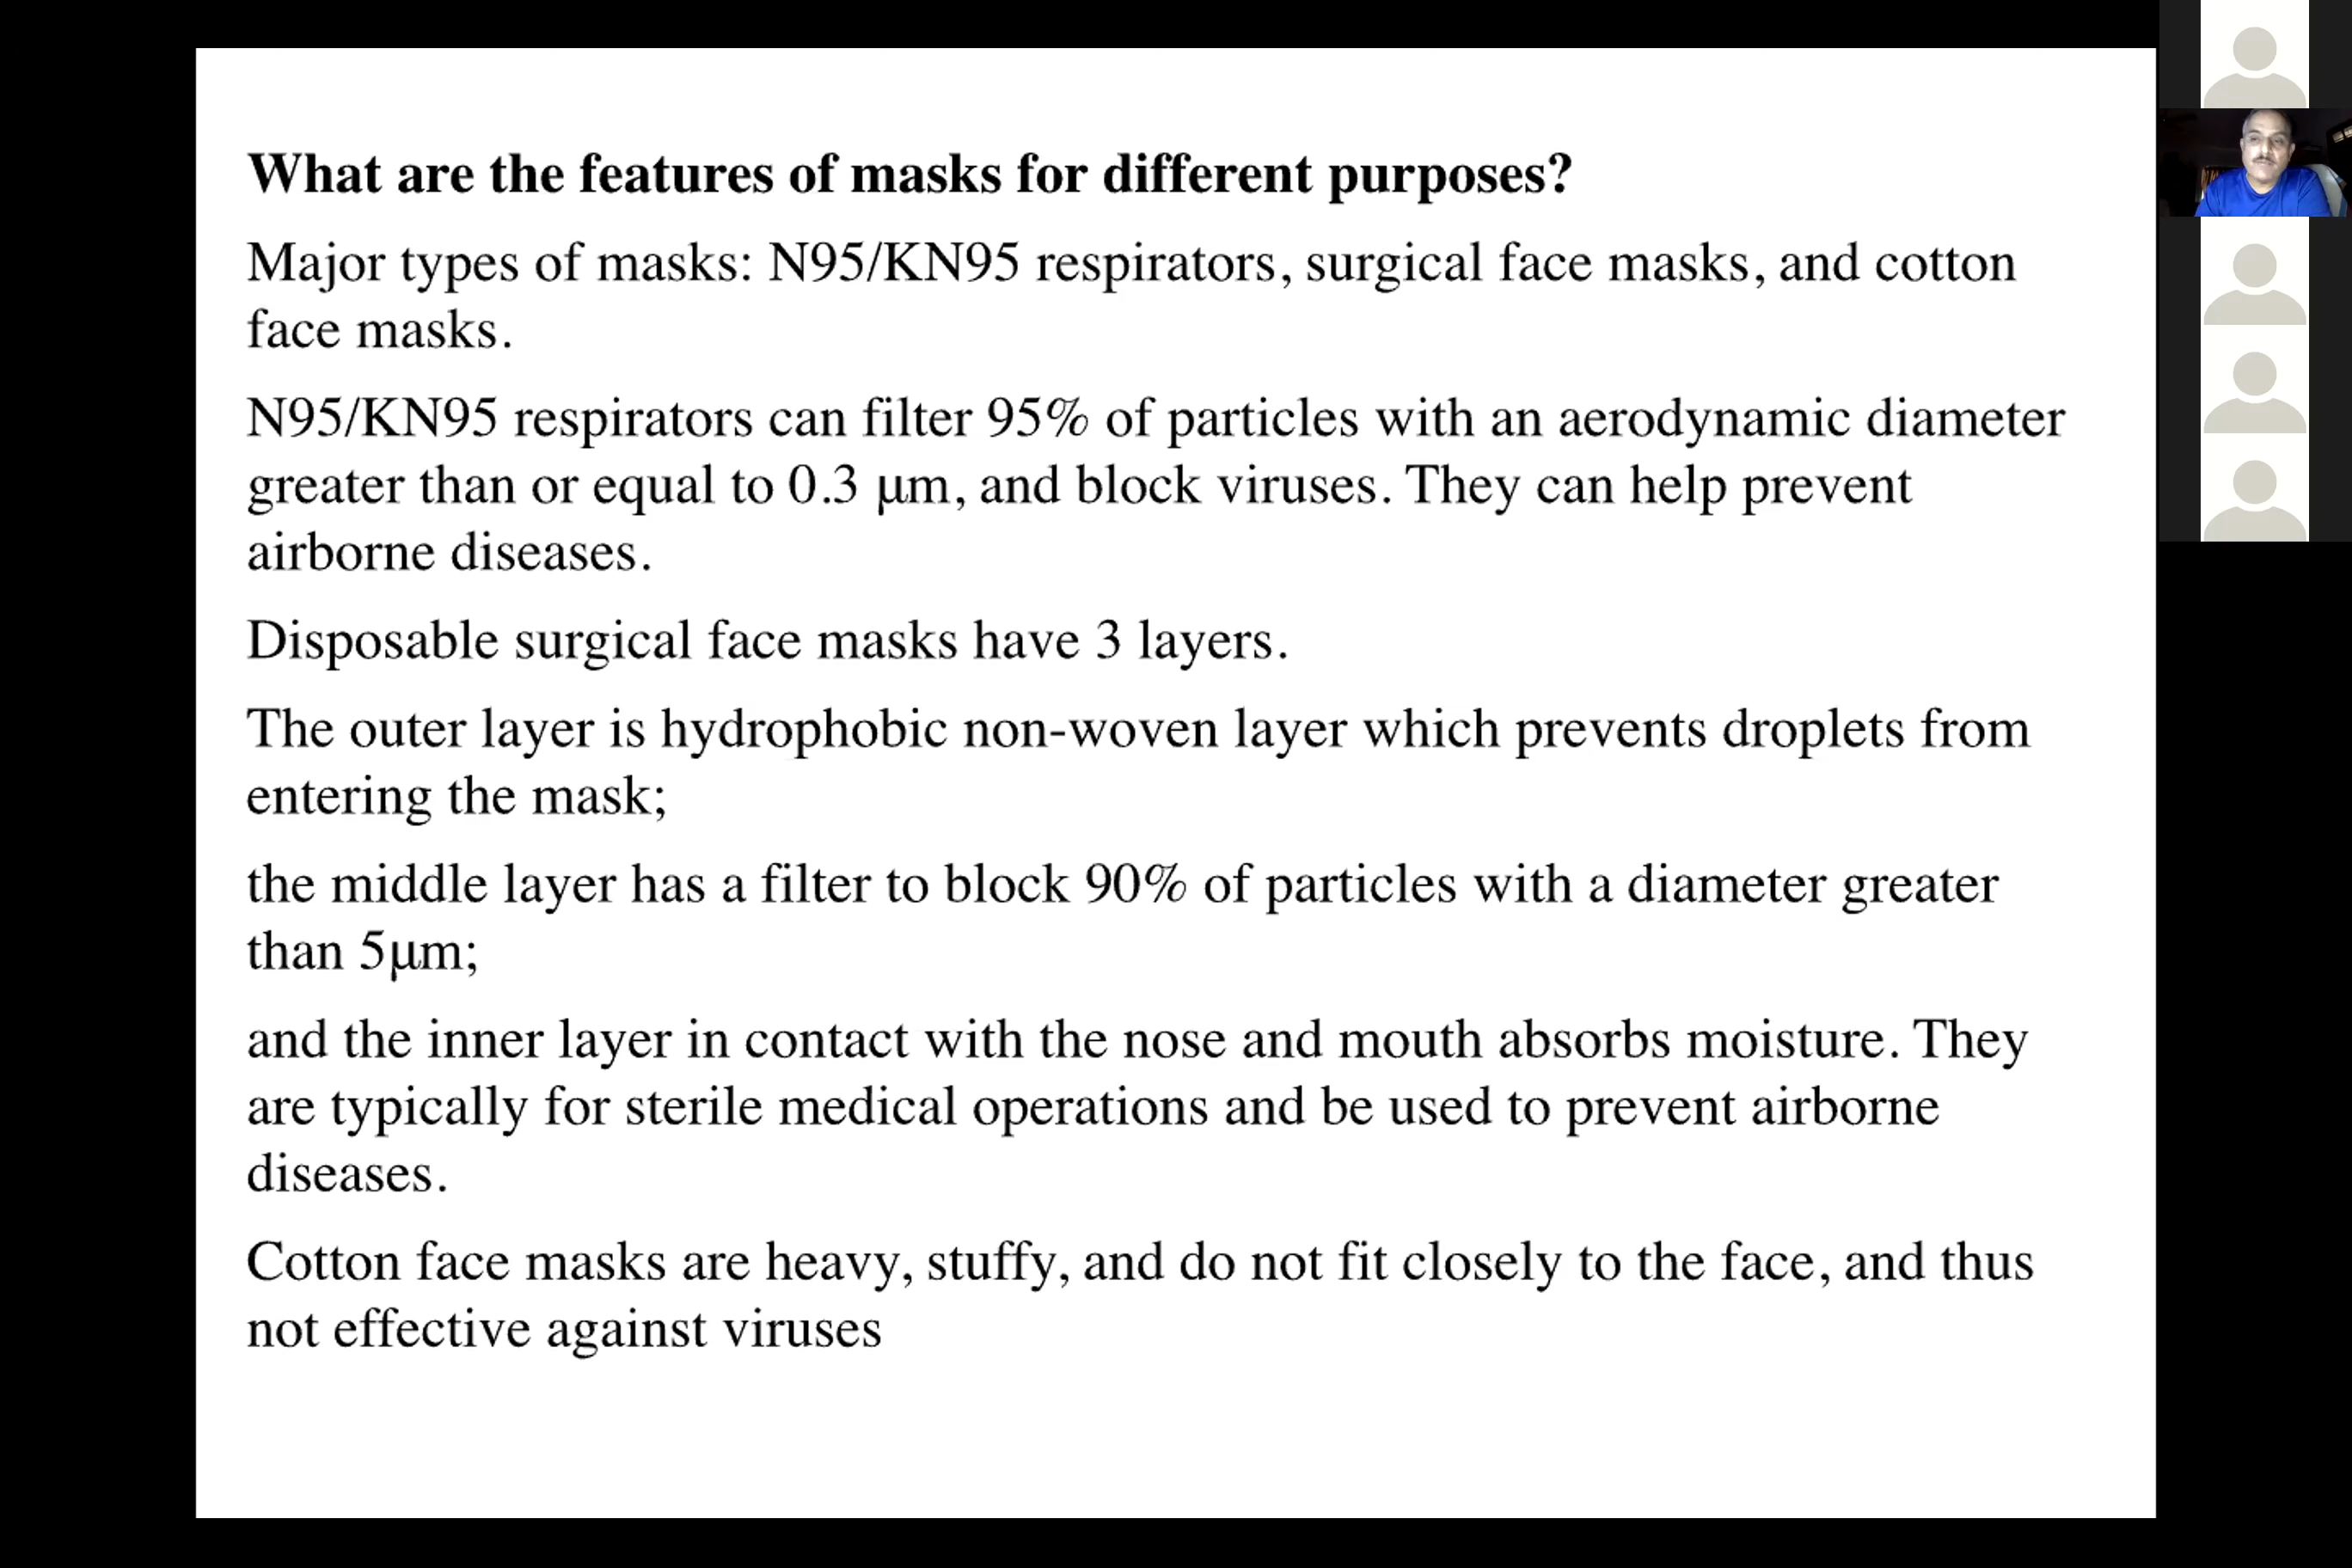 What are the features of masks for different purposes?
Major types of masks: N95/KN95 respirators, surgical face masks, and cotton
face masks.
N95/KN95 respirators can filter 95% of particles with an aerodynamic diameter
greater than or equal to 0.3 μm, and block viruses. They can help prevent
airborne diseases.
Disposable surgical face masks have 3 layers.
The outer layer is hydrophobic non-woven layer which prevents droplets from
entering the mask;
the middle layer has a filter to block 90% of particles with a diameter greater
than 5μm;
and the inner layer in contact with the nose and mouth absorbs moisture. They
are typically for sterile medical operations and be used to prevent airborne
diseases.
Cotton face masks are heavy, stuffy, and do not fit closely to the face, and thus
not effective against viruses